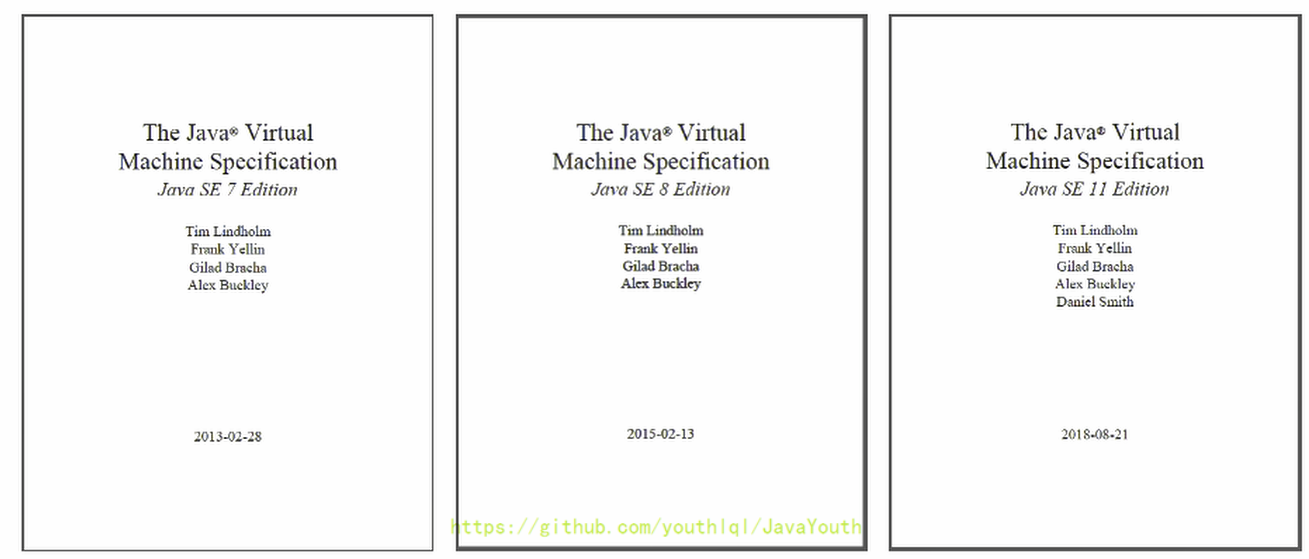 The Java® Virtual
Machine Specification
Java SE 7 Edition
Tim Lindholm
Frank Yellin
Gilad Bracha
Alex Buckley
2013-02-28
The Java® Virtual
Machine Specification
Java SE 8 Edition
Tim Lindholm
Frank Yellin
Gilad Bracha
Alex Buckley
2015-02-13
https://github.com/youthlql/JavaYouth
The Java® Virtual
Machine Specification
Java SE 11 Edition
Tim Lindholm
Frank Yellin
Gilad Bracha
Alex Buckley
Daniel Smith
2018-08-21